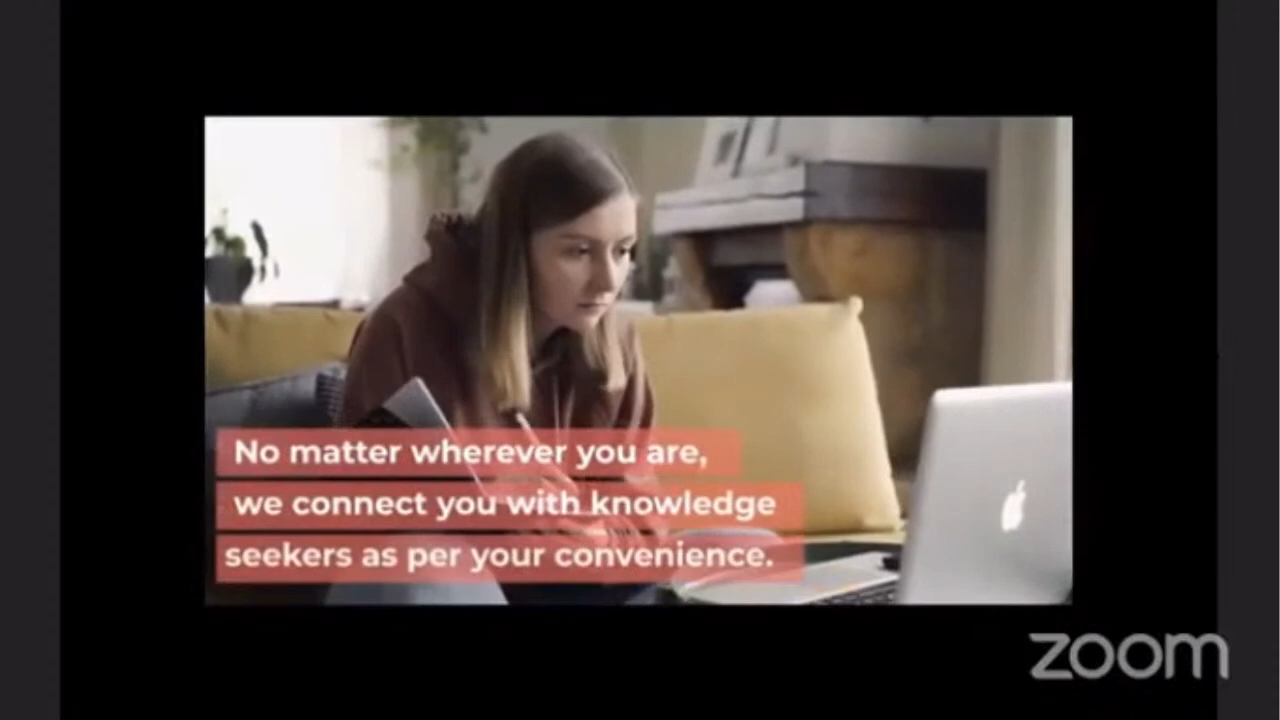 No matter wherever you are,
we connect you with knowledge
seekers as per your convenience.
zoom